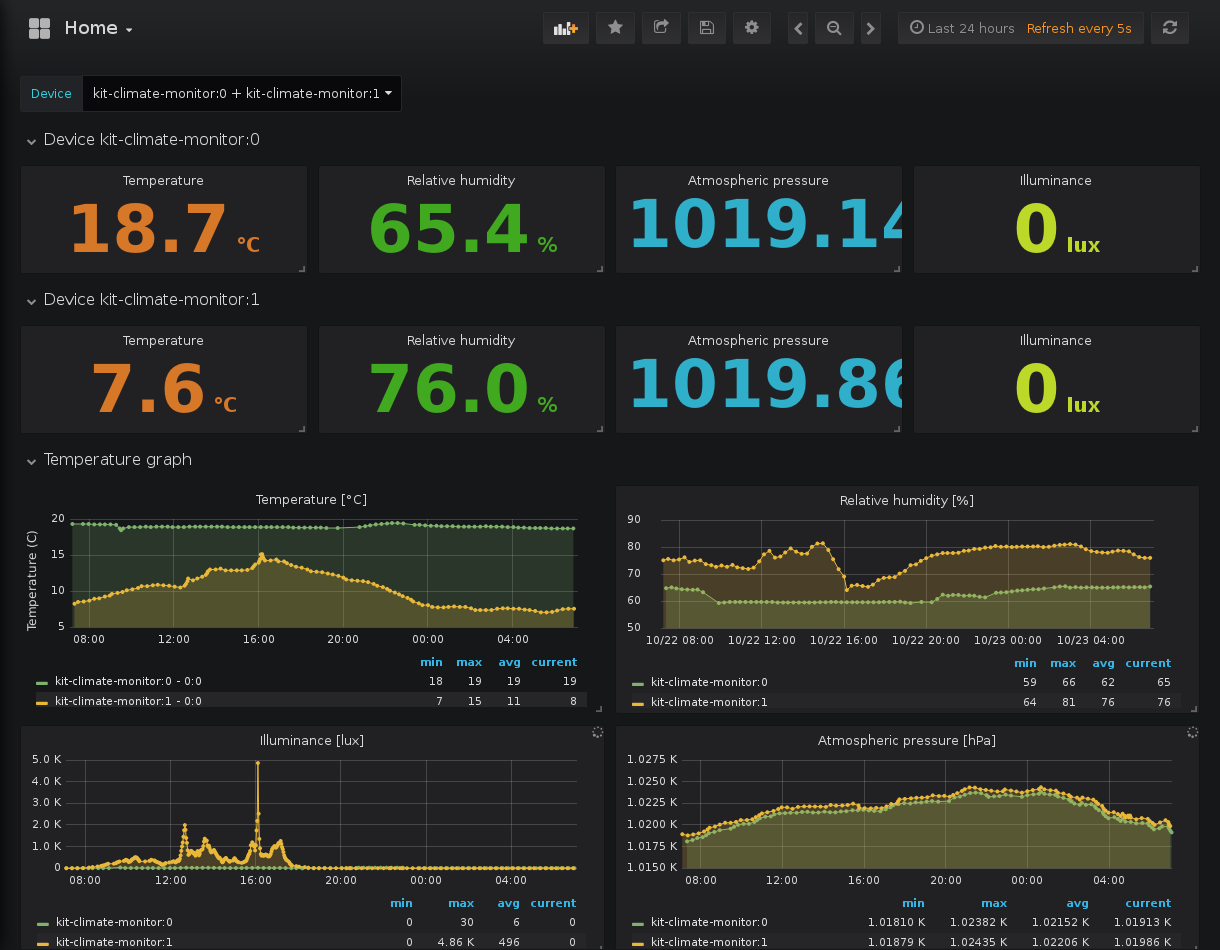 Home
Last 24 hours Refresh every 5s
Device kit-climate-monitor:0 + kit-climate-monitor:1
Device kit-climate-monitor:0
Temperature Relative humidity Atmospheric pressure Illuminance
18.7 °C 65.4 % 1019.14 0 lux
Device kit-climate-monitor:1
Temperature Relative humidity Atmospheric pressure Illuminance
7.6 °C 76.0 % 1019.86 0 lux
Temperature graph
Temperature [°C]
Temperature (C)
20
15
10
5
08:00 12:00 16:00 20:00 00:00 04:00
min max avg current
kit-climate-monitor:0 - 0:0 18 19 19 19
kit-climate-monitor:1 - 0:0 7 15 11 8
Relative humidity [%]
90
80
70
60
50
10/22 08:00 10/22 12:00 10/22 16:00 10/22 20:00 10/23 00:00 10/23 04:00
min max avg current
kit-climate-monitor:0 59 66 62 65
kit-climate-monitor:1 64 81 76 76
Illuminance [lux]
5.0 K
4.0 K
3.0 K
2.0 K
1.0 K
0
08:00 12:00 16:00 20:00 00:00 04:00
min max avg current
kit-climate-monitor:0 0 30 6 0
kit-climate-monitor:1 0 4.86 K 496 0
Atmospheric pressure [hPa]
1.0275 K
1.0250 K
1.0225 K
1.0200 K
1.0175 K
1.0150 K
08:00 12:00 16:00 20:00 00:00 04:00
min max avg current
kit-climate-monitor:0 1.01810 K 1.02382 K 1.02152 K 1.01913 K
kit-climate-monitor:1 1.01879 K 1.02435 K 1.02206 K 1.01986 K